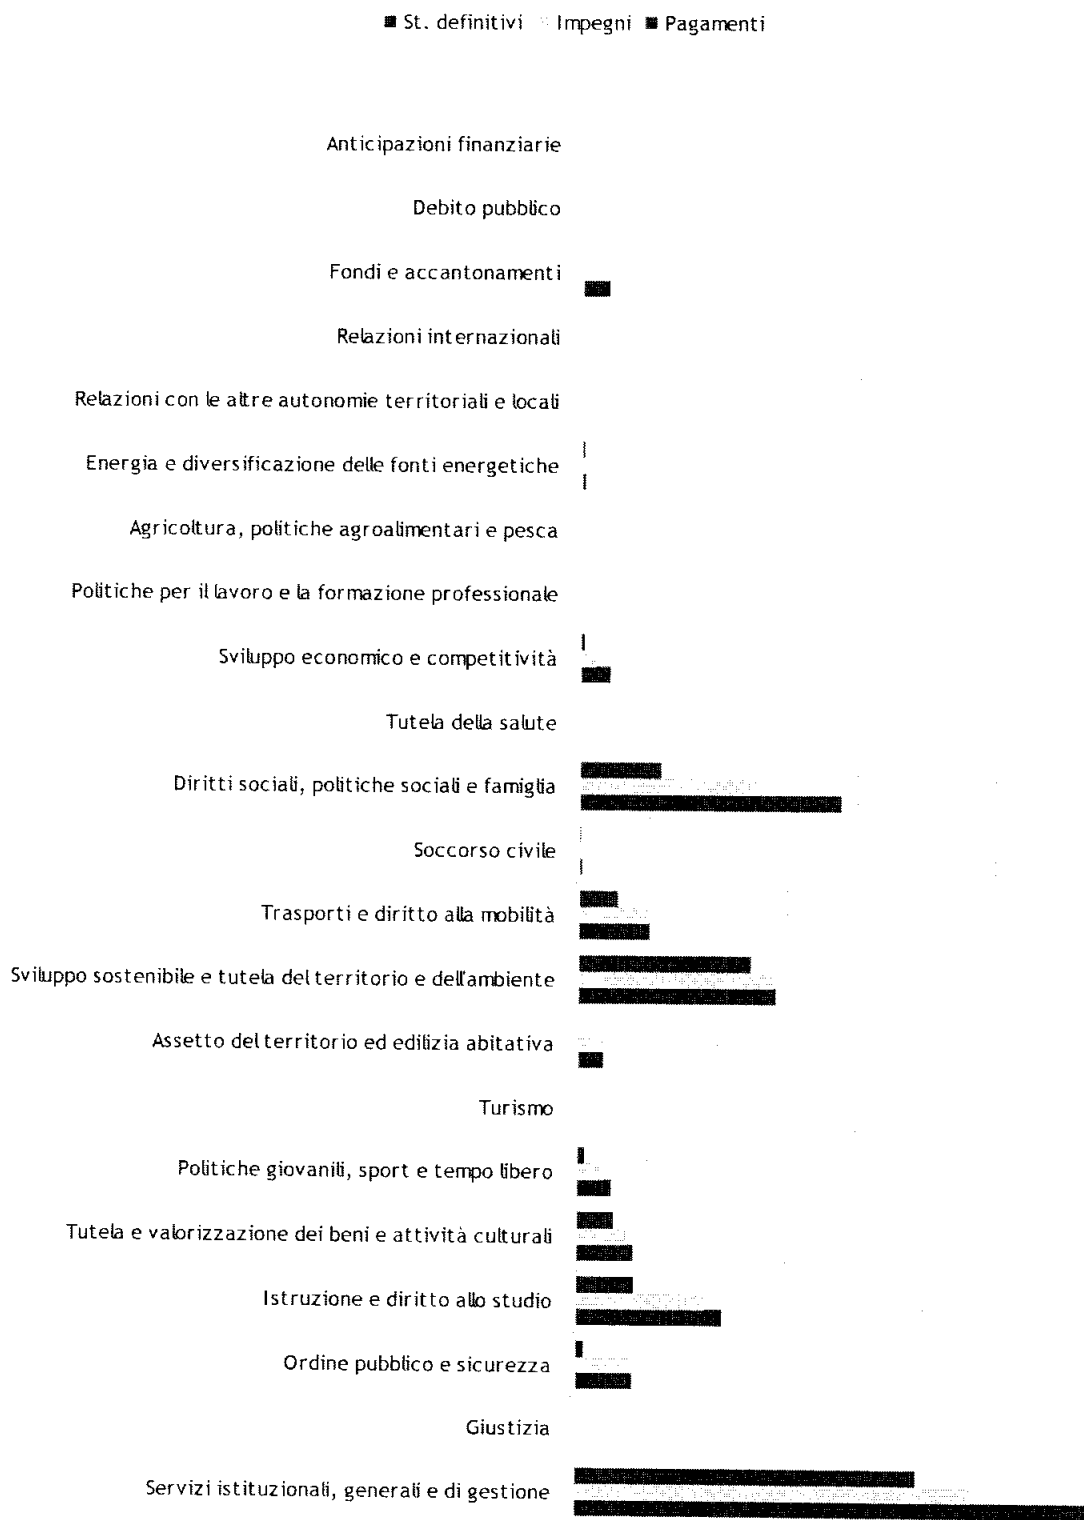 St. definitivi Impegni Pagamenti
Anticipazioni finanziarie
Debito pubblico
Fondi e accantonamenti
Relazioni internazionali
Relazioni con le altre autonomie territoriali e locali
Energia e diversificazione delle fonti energetiche
Agricoltura, politiche agroalimentari e pesca
Politiche per il lavoro e la formazione professionale
Sviluppo economico e competitività
Tutela della salute
Diritti sociali, politiche sociali e famiglia
Soccorso civile
Trasporti e diritto alla mobilità
Sviluppo sostenibile e tutela del territorio e dell'ambiente
Assetto del territorio ed edilizia abitativa
Turismo
Politiche giovanili, sport e tempo libero
Tutela e valorizzazione dei beni e attività culturali
Istruzione e diritto allo studio
Ordine pubblico e sicurezza
Giustizia
Servizi istituzionali, generali e di gestione